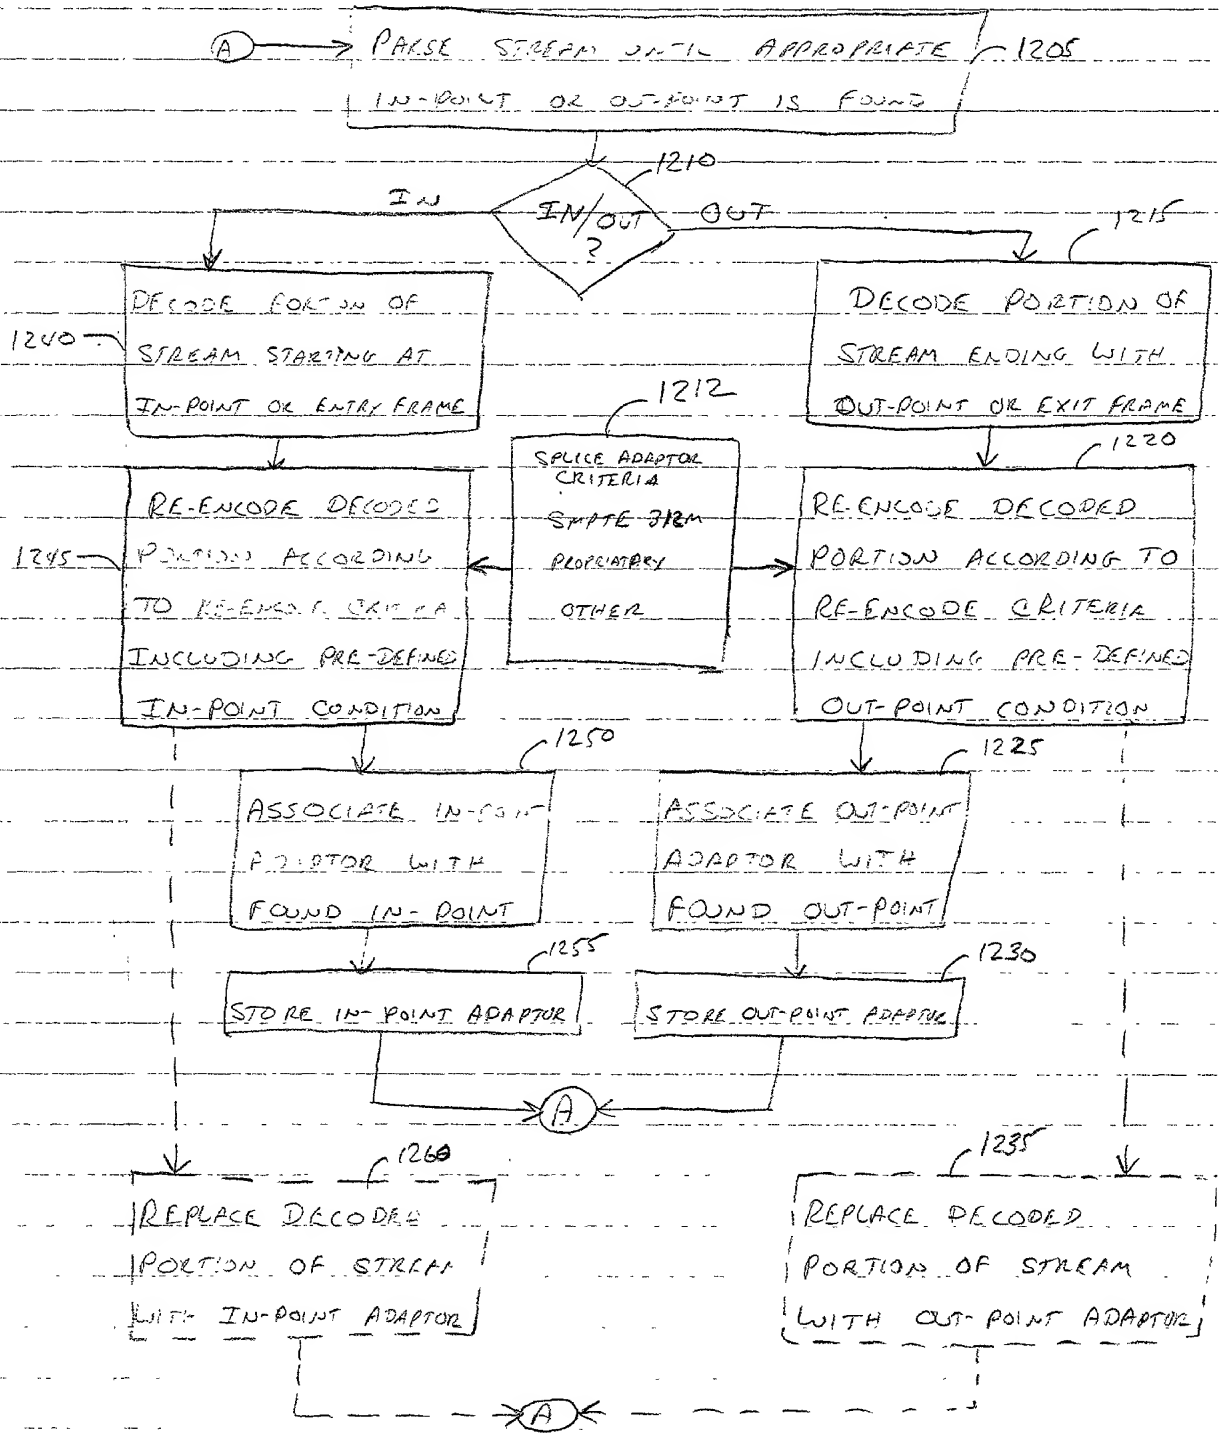 A
PARSE STREAM UNTIL APPROPRIATE
IN-POINT OR OUT-POINT IS FOUND
1205
1210
IN/OUT
?
IN
OUT
1215
DECODE PORTION OF
STREAM ENDING WITH
OUT-POINT OR EXIT FRAME
1240
DECODE PORTION OF
STREAM STARTING AT
IN-POINT OR ENTRY FRAME
1212
SPLICE ADAPTOR
CRITERIA
SMPTE 312M
PROPRIATARY
OTHER
1220
RE-ENCODE DECODED
PORTION ACCORDING TO
RE-ENCODE CRITERIA
INCLUDING PRE-DEFINED
OUT-POINT CONDITION
1245
RE-ENCODE DECODED
PORTION ACCORDING
TO RE-ENCODE CRITERIA
INCLUDING PRE-DEFINED
IN-POINT CONDITION
1250
ASSOCIATE IN-POINT
ADAPTOR WITH
FOUND IN-POINT
1225
ASSOCIATE OUT-POINT
ADAPTOR WITH
FOUND OUT-POINT
1255
STORE IN-POINT ADAPTOR
1230
STORE OUT-POINT ADAPTOR
A
1260
REPLACE DECODED
PORTION OF STREAM
WITH IN-POINT ADAPTOR
1235
REPLACE DECODED
PORTION OF STREAM
WITH OUT-POINT ADAPTOR
A